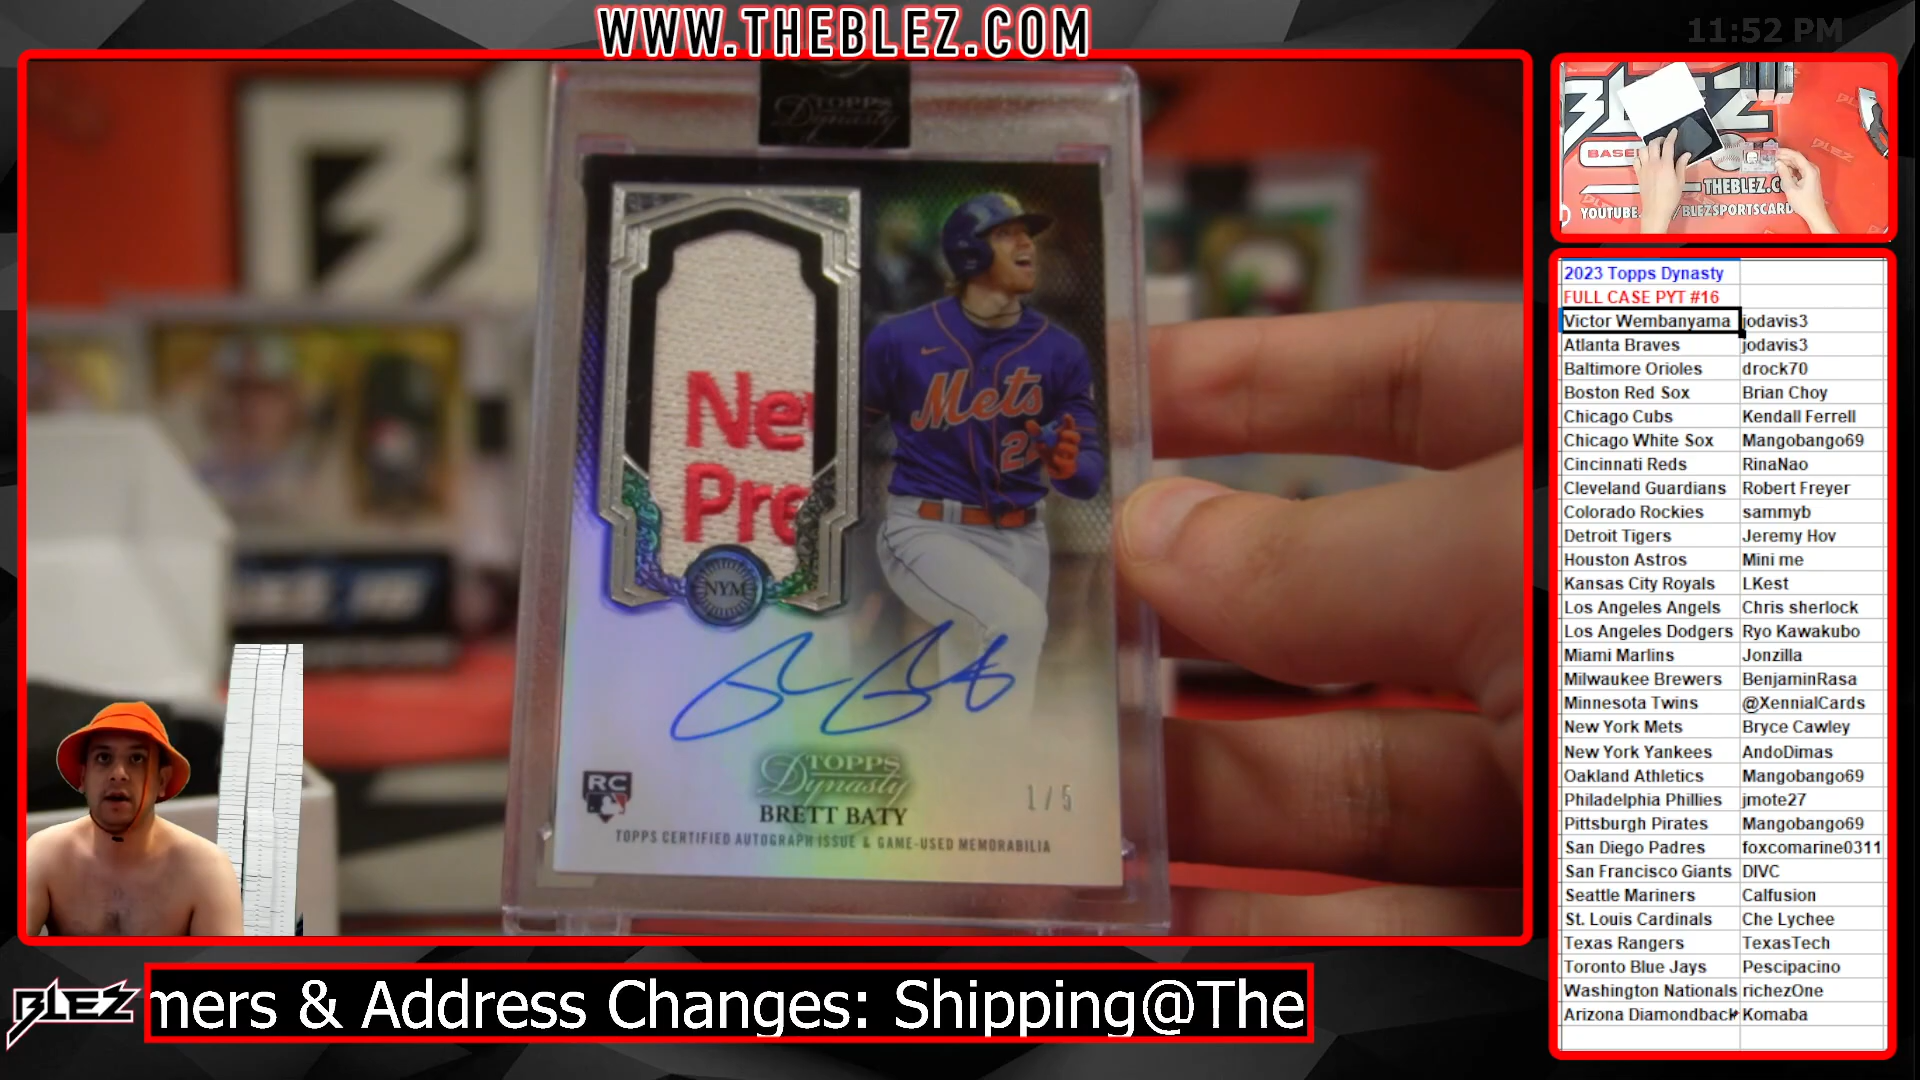 WWW.THEBLEZ.COM
11:52 PM
TOPPS
Dynasty
Ne
Pre
NYM
Mets
2
RC
TOPPS
Dynasty
BRETT BATY
1/5
TOPPS CERTIFIED AUTOGRAPH ISSUE & GAME-USED MEMORABILIA
BLEZ
BASE
THEBLEZ.C
YOUTUBE.
/BLEZSPORTSCARD
2023 Topps Dynasty
FULL CASE PYT #16
Victor Wembanyama jodavis3
Atlanta Braves jodavis3
Baltimore Orioles drock70
Boston Red Sox Brian Choy
Chicago Cubs Kendall Ferrell
Chicago White Sox Mangobango69
Cincinnati Reds RinaNao
Cleveland Guardians Robert Freyer
Colorado Rockies sammyb
Detroit Tigers Jeremy Hov
Houston Astros Mini me
Kansas City Royals LKest
Los Angeles Angels Chris sherlock
Los Angeles Dodgers Ryo Kawakubo
Miami Marlins Jonzilla
Milwaukee Brewers BenjaminRasa
Minnesota Twins @XennialCards
New York Mets Bryce Cawley
New York Yankees AndoDimas
Oakland Athletics Mangobango69
Philadelphia Phillies jmote27
Pittsburgh Pirates Mangobango69
San Diego Padres foxcomarine0311
San Francisco Giants DIVC
Seattle Mariners Calfusion
St. Louis Cardinals Che Lychee
Texas Rangers TexasTech
Toronto Blue Jays Pescipacino
Washington Nationals richezOne
Arizona Diamondback Komaba
BLEZ
mers & Address Changes: Shipping@The